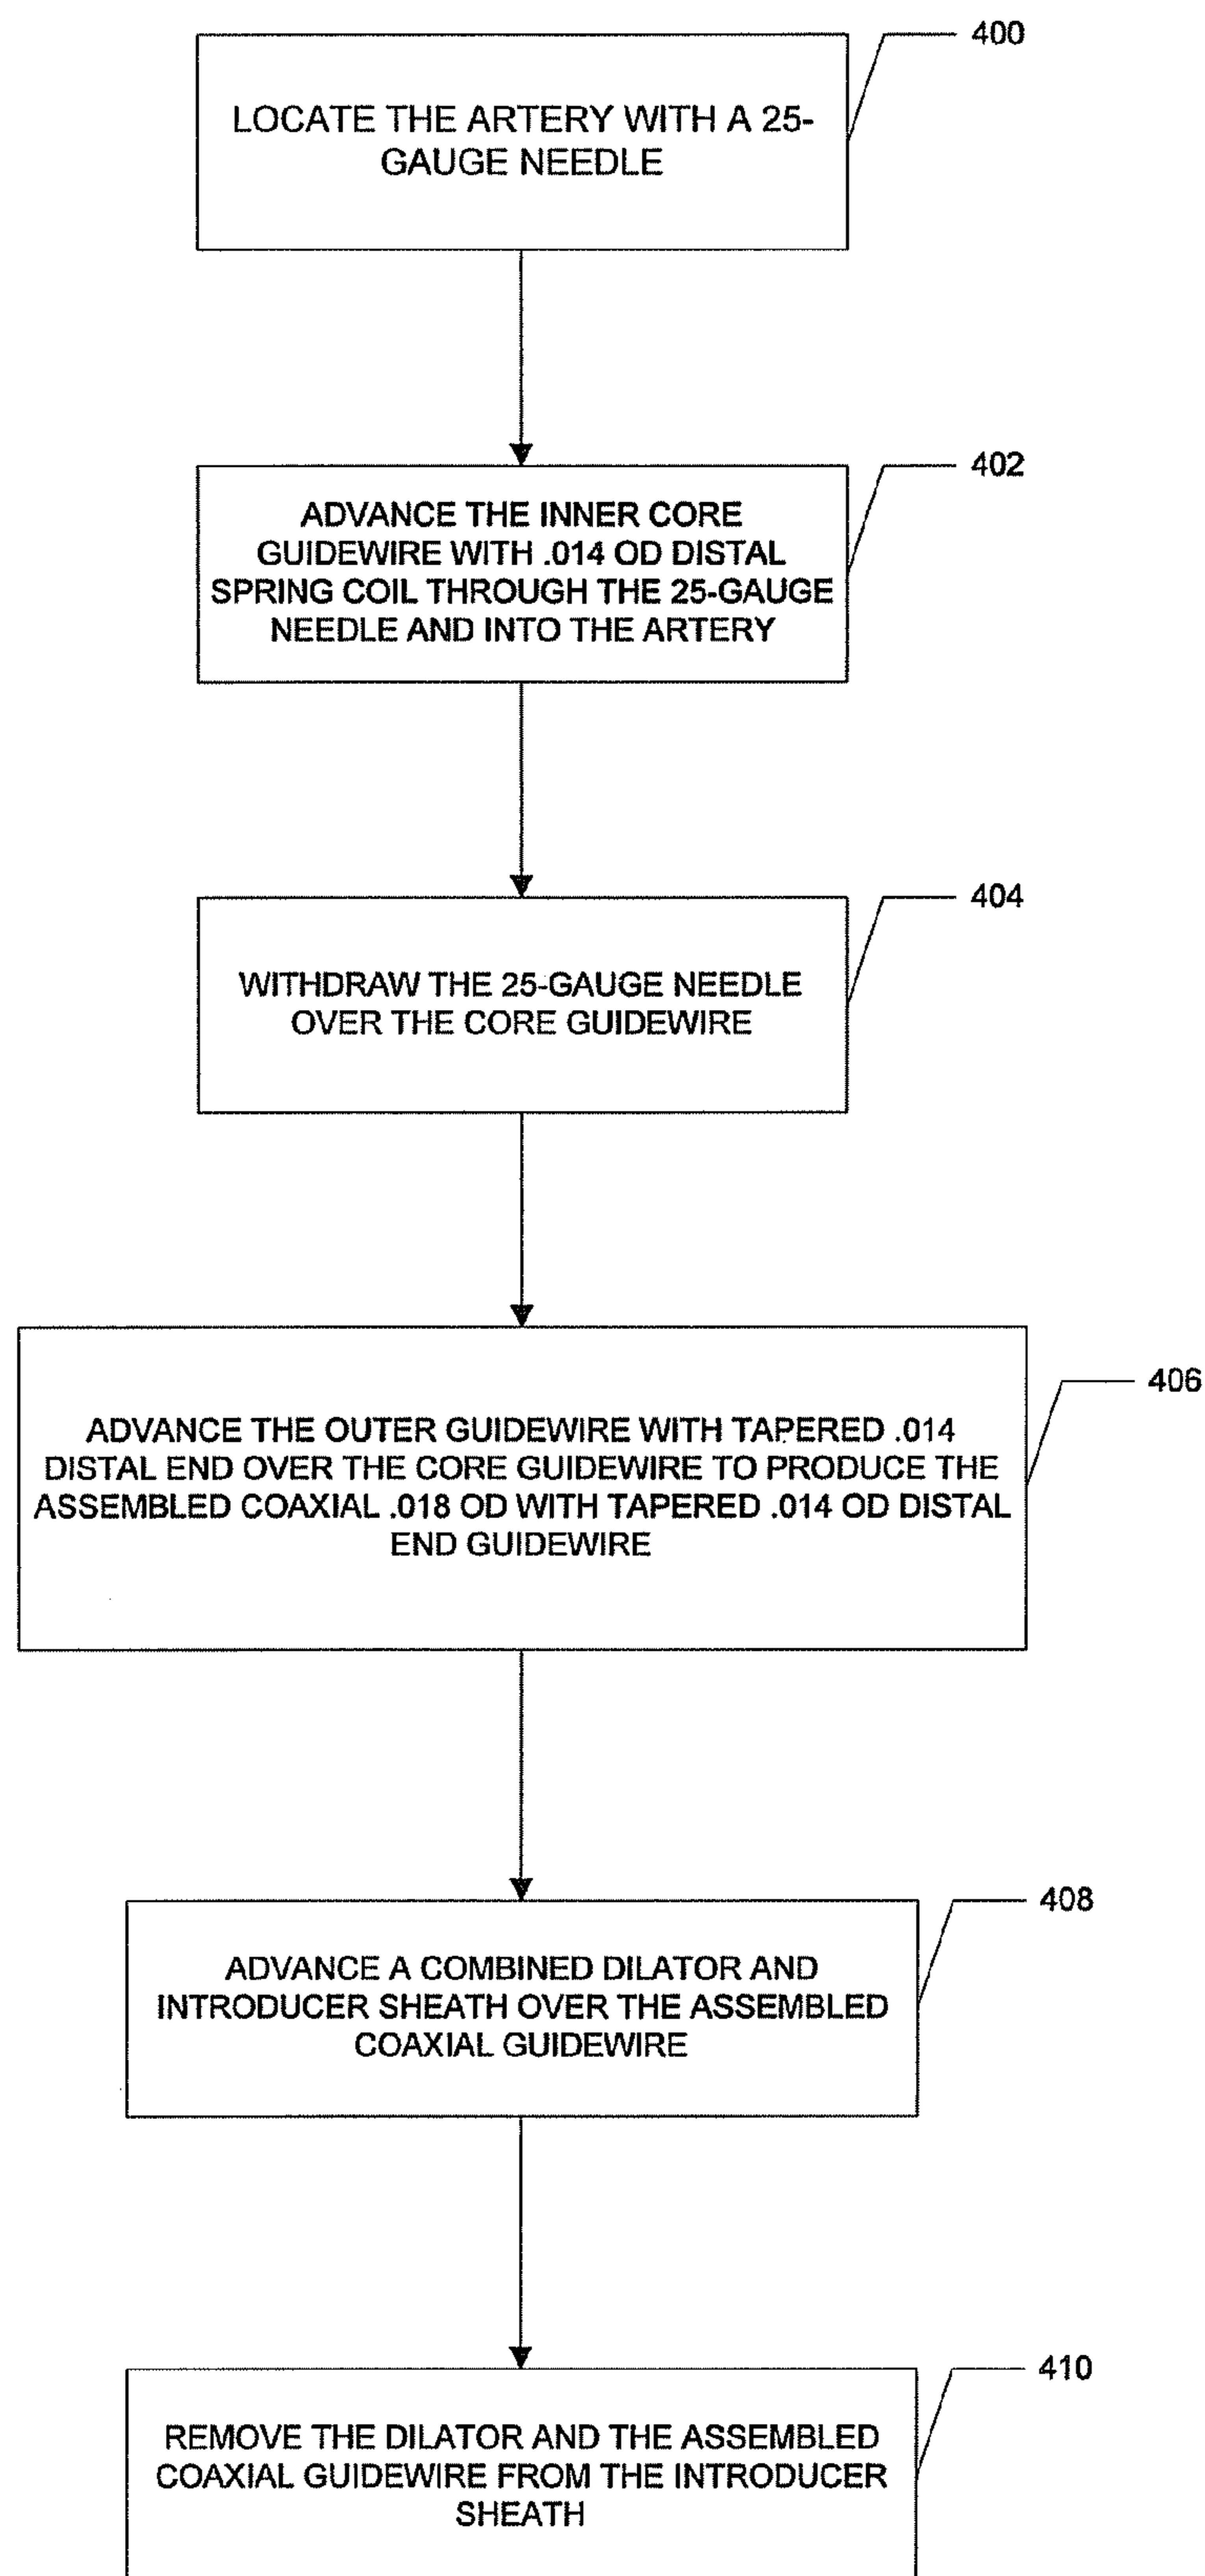 400
LOCATE THE ARTERY WITH A 25-
GAUGE NEEDLE
402
ADVANCE THE INNER CORE
GUIDEWIRE WITH .014 OD DISTAL
SPRING COIL THROUGH THE 25-GAUGE
NEEDLE AND INTO THE ARTERY
404
WITHDRAW THE 25-GAUGE NEEDLE
OVER THE CORE GUIDEWIRE
406
ADVANCE THE OUTER GUIDEWIRE WITH TAPERED .014
DISTAL END OVER THE CORE GUIDEWIRE TO PRODUCE THE
ASSEMBLED COAXIAL .018 OD WITH TAPERED .014 OD DISTAL
END GUIDEWIRE
408
ADVANCE A COMBINED DILATOR AND
INTRODUCER SHEATH OVER THE ASSEMBLED
COAXIAL GUIDEWIRE
410
REMOVE THE DILATOR AND THE ASSEMBLED
COAXIAL GUIDEWIRE FROM THE INTRODUCER
SHEATH